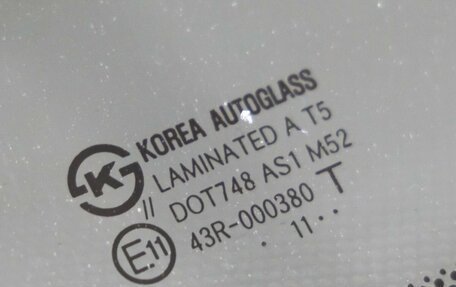 K KOREA AUTOGLASS
LAMINATED A T5
// DOT748 AS1 M52
E11 43R-000380 T
. 11 . .